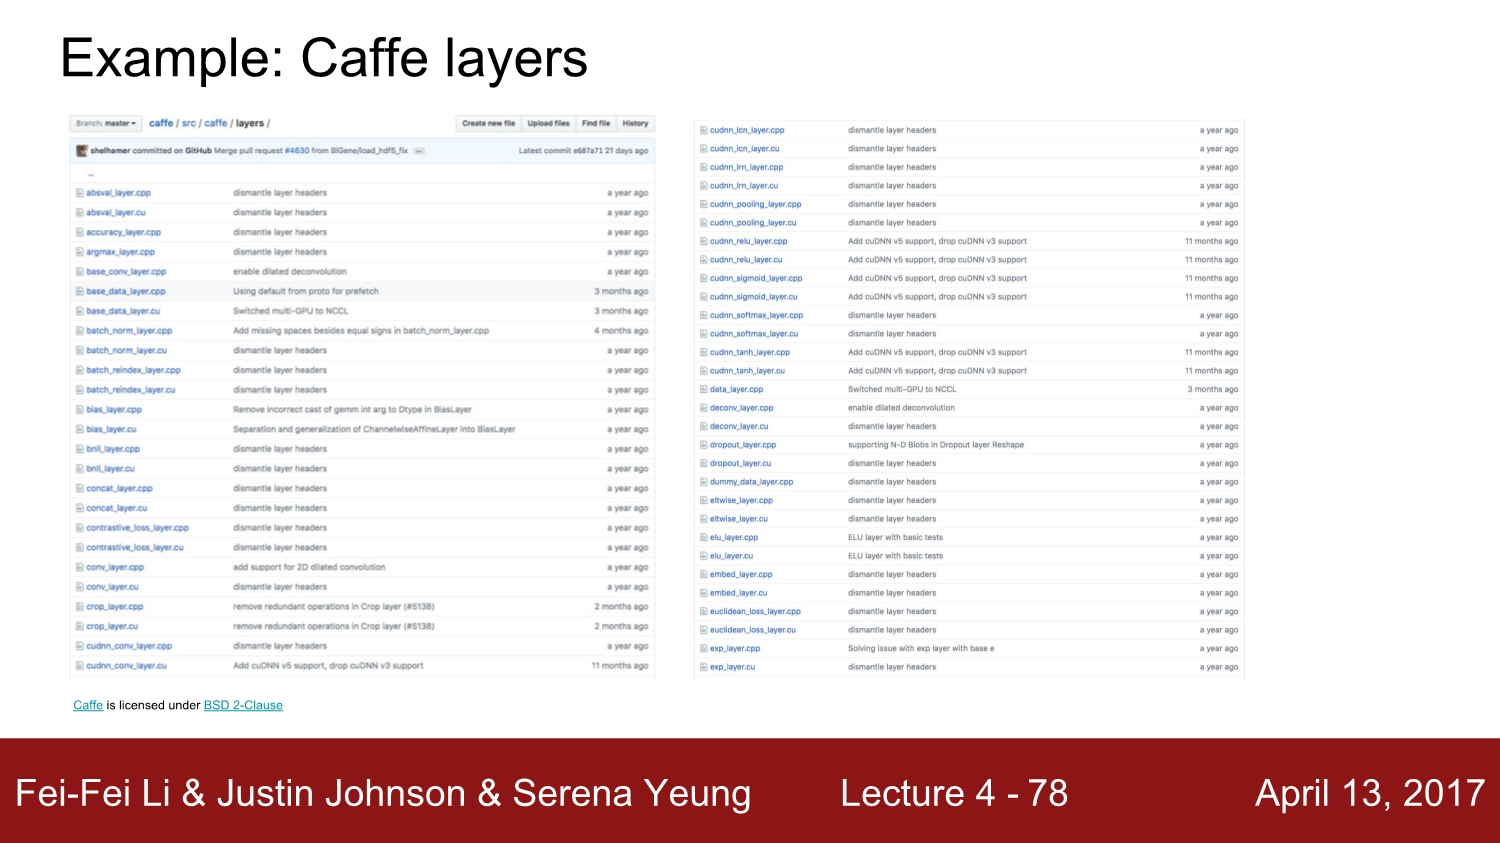 Example: Caffe layers
Branch: master caffe / src / caffe / layers / Create new file Upload files Find file History
shelhamer committed on GitHub Merge pull request #4630 from BIGene/load_hdf5_fix ... Latest commit e687a71 21 days ago
..
absval_layer.cpp dismantle layer headers a year ago
absval_layer.cu dismantle layer headers a year ago
accuracy_layer.cpp dismantle layer headers a year ago
argmax_layer.cpp dismantle layer headers a year ago
base_conv_layer.cpp enable dilated deconvolution a year ago
base_data_layer.cpp Using default from proto for prefetch 3 months ago
base_data_layer.cu Switched multi-GPU to NCCL 3 months ago
batch_norm_layer.cpp Add missing spaces besides equal signs in batch_norm_layer.cpp 4 months ago
batch_norm_layer.cu dismantle layer headers a year ago
batch_reindex_layer.cpp dismantle layer headers a year ago
batch_reindex_layer.cu dismantle layer headers a year ago
bias_layer.cpp Remove incorrect cast of gemm int arg to Dtype in BiasLayer a year ago
bias_layer.cu Separation and generalization of ChannelwiseAffineLayer into BiasLayer a year ago
bnll_layer.cpp dismantle layer headers a year ago
bnll_layer.cu dismantle layer headers a year ago
concat_layer.cpp dismantle layer headers a year ago
concat_layer.cu dismantle layer headers a year ago
contrastive_loss_layer.cpp dismantle layer headers a year ago
contrastive_loss_layer.cu dismantle layer headers a year ago
conv_layer.cpp add support for 2D dilated convolution a year ago
conv_layer.cu dismantle layer headers a year ago
crop_layer.cpp remove redundant operations in Crop layer (#5138) 2 months ago
crop_layer.cu remove redundant operations in Crop layer (#5138) 2 months ago
cudnn_conv_layer.cpp dismantle layer headers a year ago
cudnn_conv_layer.cu Add cuDNN v5 support, drop cuDNN v3 support 11 months ago
cudnn_lcn_layer.cpp dismantle layer headers a year ago
cudnn_lcn_layer.cu dismantle layer headers a year ago
cudnn_lrn_layer.cpp dismantle layer headers a year ago
cudnn_lrn_layer.cu dismantle layer headers a year ago
cudnn_pooling_layer.cpp dismantle layer headers a year ago
cudnn_pooling_layer.cu dismantle layer headers a year ago
cudnn_relu_layer.cpp Add cuDNN v5 support, drop cuDNN v3 support 11 months ago
cudnn_relu_layer.cu Add cuDNN v5 support, drop cuDNN v3 support 11 months ago
cudnn_sigmoid_layer.cpp Add cuDNN v5 support, drop cuDNN v3 support 11 months ago
cudnn_sigmoid_layer.cu Add cuDNN v5 support, drop cuDNN v3 support 11 months ago
cudnn_softmax_layer.cpp dismantle layer headers a year ago
cudnn_softmax_layer.cu dismantle layer headers a year ago
cudnn_tanh_layer.cpp Add cuDNN v5 support, drop cuDNN v3 support 11 months ago
cudnn_tanh_layer.cu Add cuDNN v5 support, drop cuDNN v3 support 11 months ago
data_layer.cpp Switched multi-GPU to NCCL 3 months ago
deconv_layer.cpp enable dilated deconvolution a year ago
deconv_layer.cu dismantle layer headers a year ago
dropout_layer.cpp supporting N-D Blobs in Dropout layer Reshape a year ago
dropout_layer.cu dismantle layer headers a year ago
dummy_data_layer.cpp dismantle layer headers a year ago
eltwise_layer.cpp dismantle layer headers a year ago
eltwise_layer.cu dismantle layer headers a year ago
elu_layer.cpp ELU layer with basic tests a year ago
elu_layer.cu ELU layer with basic tests a year ago
embed_layer.cpp dismantle layer headers a year ago
embed_layer.cu dismantle layer headers a year ago
euclidean_loss_layer.cpp dismantle layer headers a year ago
euclidean_loss_layer.cu dismantle layer headers a year ago
exp_layer.cpp Solving issue with exp layer with base e a year ago
exp_layer.cu dismantle layer headers a year ago
Caffe is licensed under BSD 2-Clause
Fei-Fei Li & Justin Johnson & Serena Yeung Lecture 4 - 78 April 13, 2017